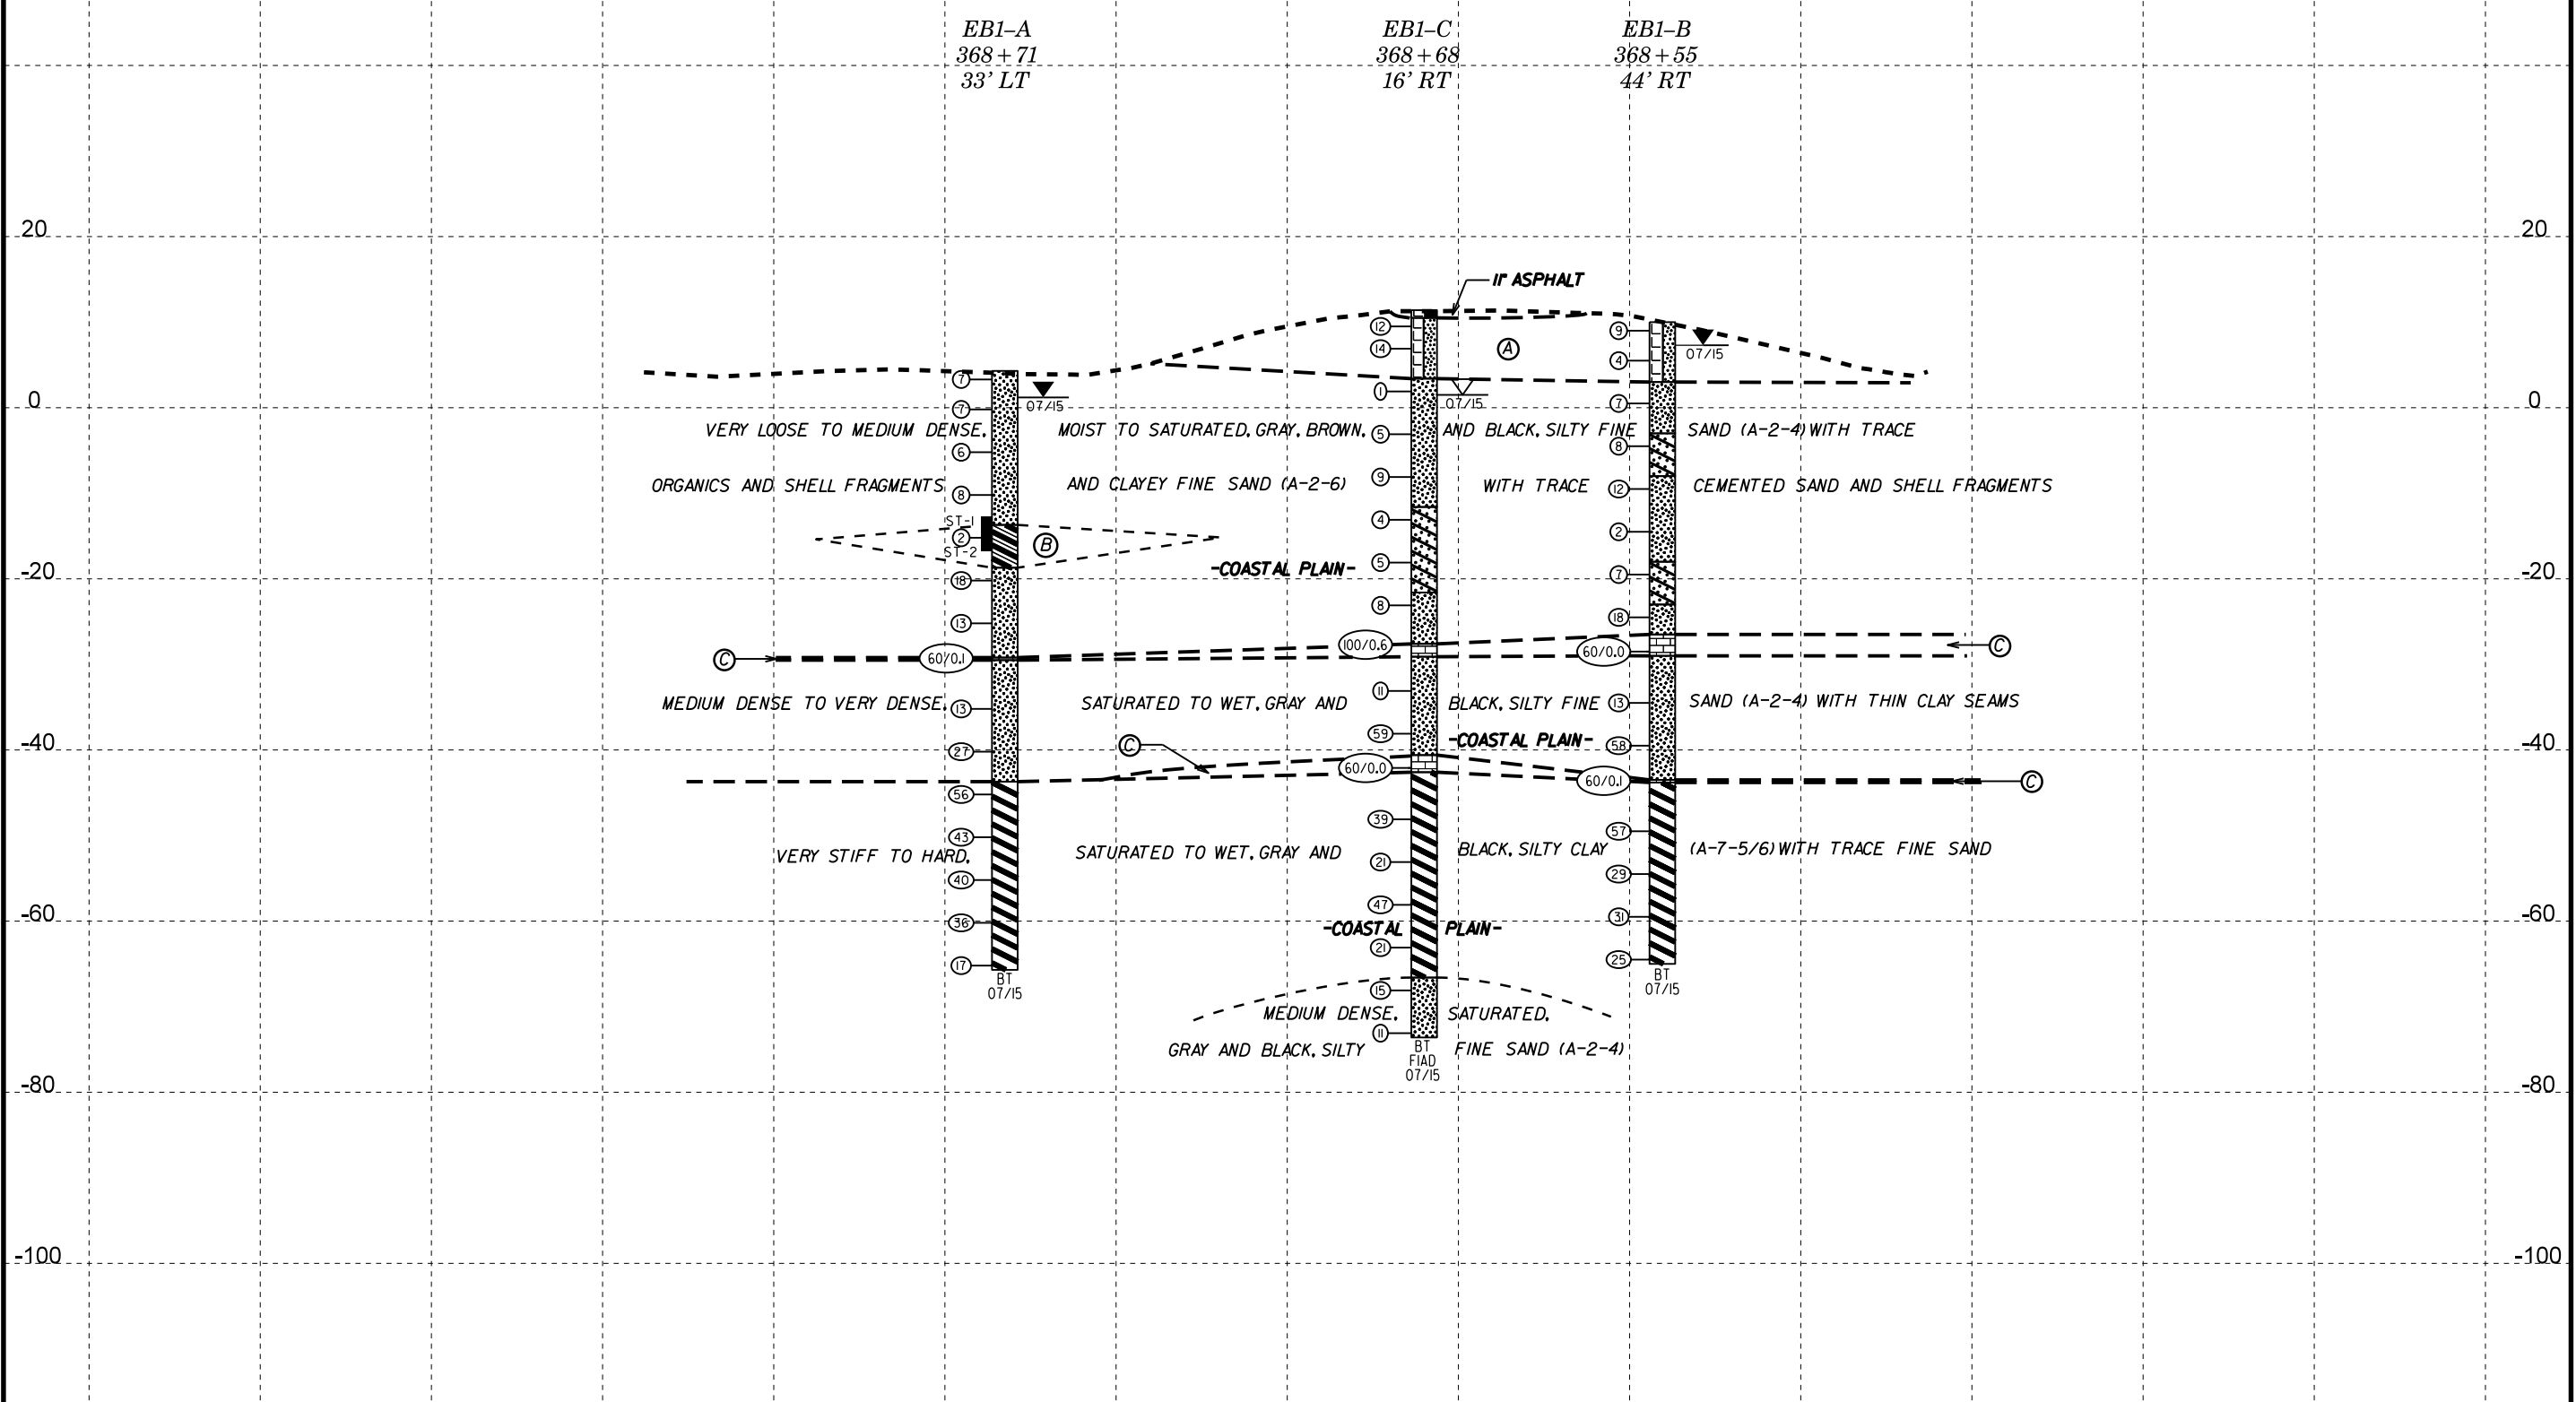 EB1-A
368+71
33' LT
EB1-C
368+68
16' RT
EB1-B
368+55
44' RT
20 20
11" ASPHALT
12
9
14
A
07/15
4
7
1
0 0
07/15
07/15
7
7
VERY LOOSE TO MEDIUM DENSE, MOIST TO SATURATED, GRAY, BROWN, 5 AND BLACK, SILTY FINE SAND (A-2-4) WITH TRACE
6
8
9
ORGANICS AND SHELL FRAGMENTS AND CLAYEY FINE SAND (A-2-6) WITH TRACE 12 CEMENTED SAND AND SHELL FRAGMENTS
8
ST-1
4
2
B
2
ST-2
-COASTAL PLAIN-
5
-20 -20
18
7
8
18
13
C
60/0.1
100/0.6
60/0.0
C
11
MEDIUM DENSE TO VERY DENSE, 13 SATURATED TO WET, GRAY AND BLACK, SILTY FINE 13 SAND (A-2-4) WITH THIN CLAY SEAMS
59
-40 -40
27
C
-COASTAL PLAIN-
58
60/0.0
60/0.1
C
56
39
43
57
VERY STIFF TO HARD, SATURATED TO WET, GRAY AND BLACK, SILTY CLAY (A-7-5/6) WITH TRACE FINE SAND
21
40
29
47
-60 -60
36
31
-COASTAL PLAIN-
21
17
25
BT
07/15
BT
07/15
15
MEDIUM DENSE, SATURATED,
11
GRAY AND BLACK, SILTY FINE SAND (A-2-4)
BT
FIAD
07/15
-80 -80
-100 -100